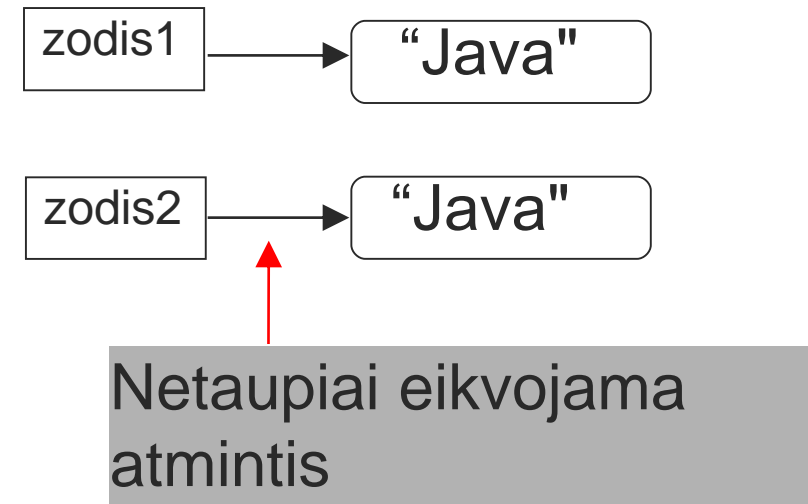 zodis1
“Java"
zodis2
“Java"
Netaupiai eikvojama
atmintis